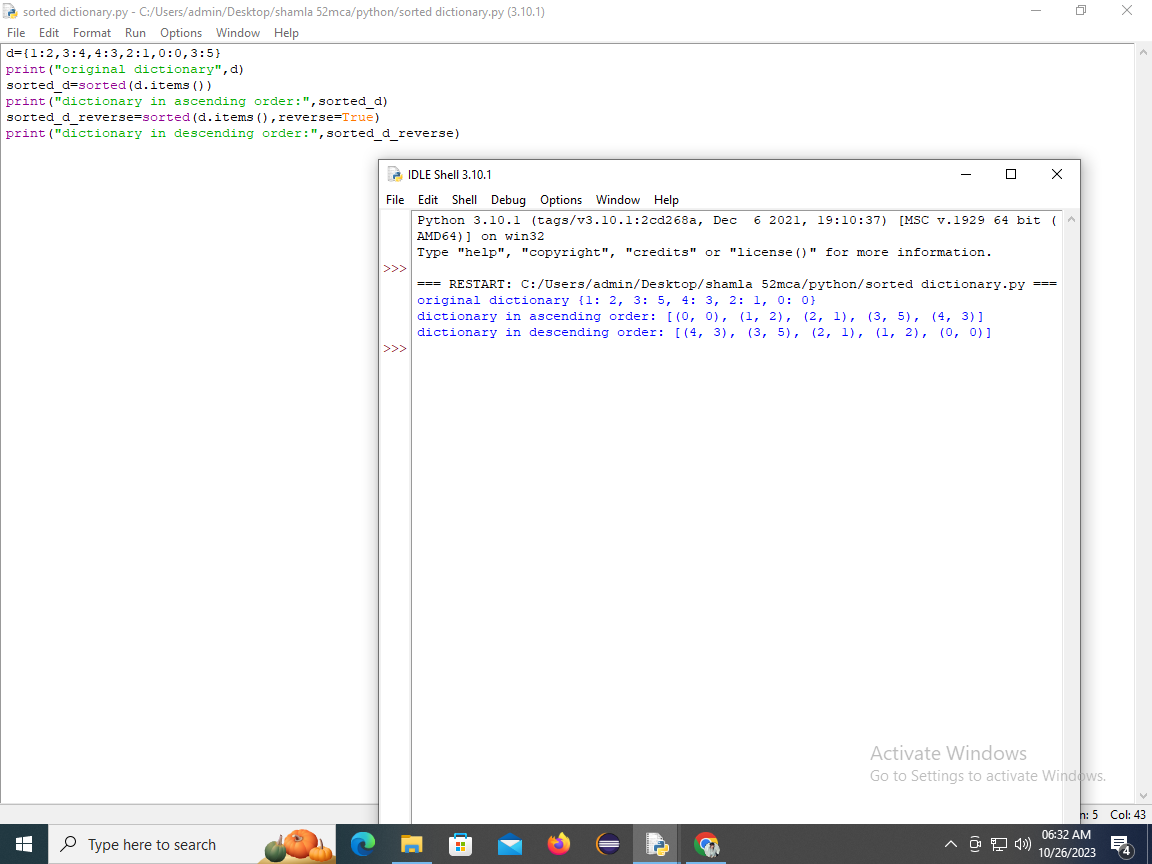 sorted dictionary.py - C:/Users/admin/Desktop/shamla 52mca/python/sorted dictionary.py (3.10.1)
File Edit Format Run Options Window Help
d={1:2,3:4,4:3,2:1,0:0,3:5}
print("original dictionary",d)
sorted_d=sorted(d.items())
print("dictionary in ascending order:",sorted_d)
sorted_d_reverse=sorted(d.items(),reverse=True)
print("dictionary in descending order:",sorted_d_reverse)
IDLE Shell 3.10.1
File Edit Shell Debug Options Window Help
Python 3.10.1 (tags/v3.10.1:2cd268a, Dec  6 2021, 19:10:37) [MSC v.1929 64 bit (
AMD64)] on win32
Type "help", "copyright", "credits" or "license()" for more information.
>>>
=== RESTART: C:/Users/admin/Desktop/shamla 52mca/python/sorted dictionary.py ===
original dictionary {1: 2, 3: 5, 4: 3, 2: 1, 0: 0}
dictionary in ascending order: [(0, 0), (1, 2), (2, 1), (3, 5), (4, 3)]
dictionary in descending order: [(4, 3), (3, 5), (2, 1), (1, 2), (0, 0)]
>>>
Activate Windows
Go to Settings to activate Windows.
n: 5 Col: 43
Type here to search
06:32 AM
10/26/2023
4